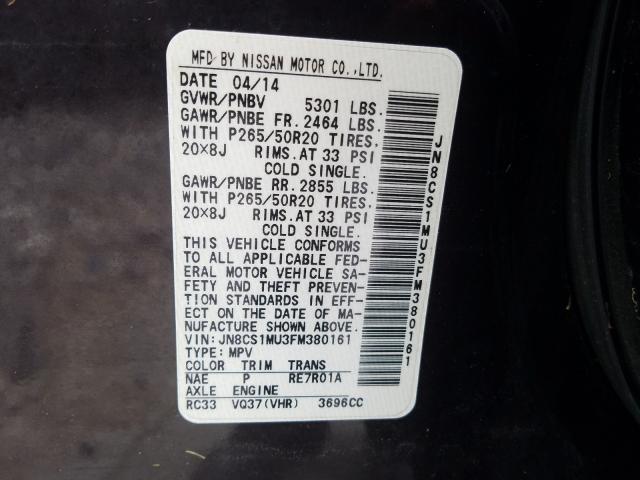 MFD BY NISSAN MOTOR CO.,LTD.
DATE 04/14
GVWR/PNBV 5301 LBS.
GAWR/PNBE FR. 2464 LBS.
WITH P265/50R20 TIRES.
20X8J RIMS. AT 33 PSI
COLD SINGLE.
GAWR/PNBE RR. 2855 LBS.
WITH P265/50R20 TIRES.
20X8J RIMS. AT 33 PSI
COLD SINGLE.
THIS VEHICLE CONFORMS
TO ALL APPLICABLE FED-
ERAL MOTOR VEHICLE SA-
FETY AND THEFT PREVEN-
TION STANDARDS IN EFF-
ECT ON THE DATE OF MA-
NUFACTURE SHOWN ABOVE.
VIN: JN8CS1MU3FM380161
TYPE: MPV
COLOR TRIM TRANS
NAE P RE7R01A
AXLE ENGINE
RC33 VQ37(VHR) 3696CC
JN8CS1MU3FM380161